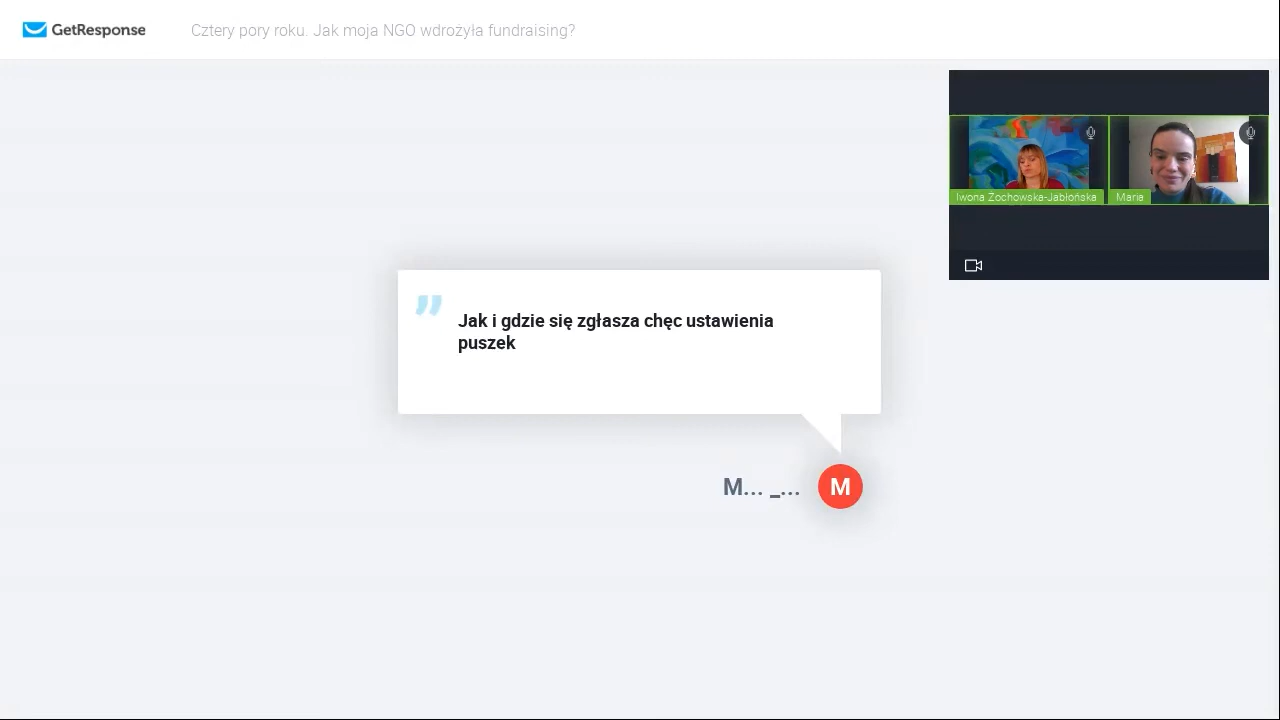 GetResponse
Cztery pory roku. Jak moja NGO wdrożyła fundraising?
Iwona Żochowska-Jabłońska
Maria
Jak i gdzie się zgłasza chęc ustawienia
puszek
M... _...
M